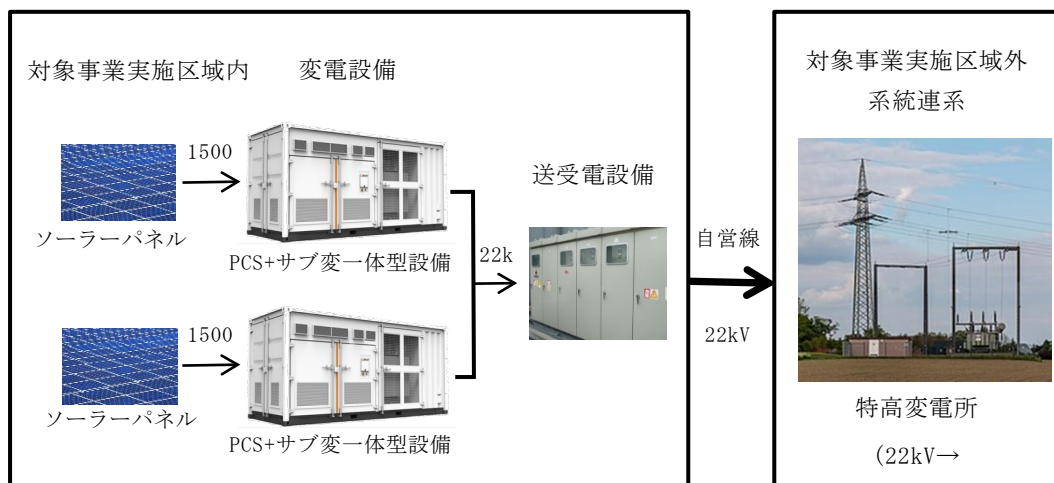 対象事業実施区域内
変電設備
1500
ソーラーパネル
PCS+サブ変一体型設備
22k
送受電設備
1500
ソーラーパネル
PCS+サブ変一体型設備
自営線
22kV
対象事業実施区域外
系統連系
特高変電所
(22kV→